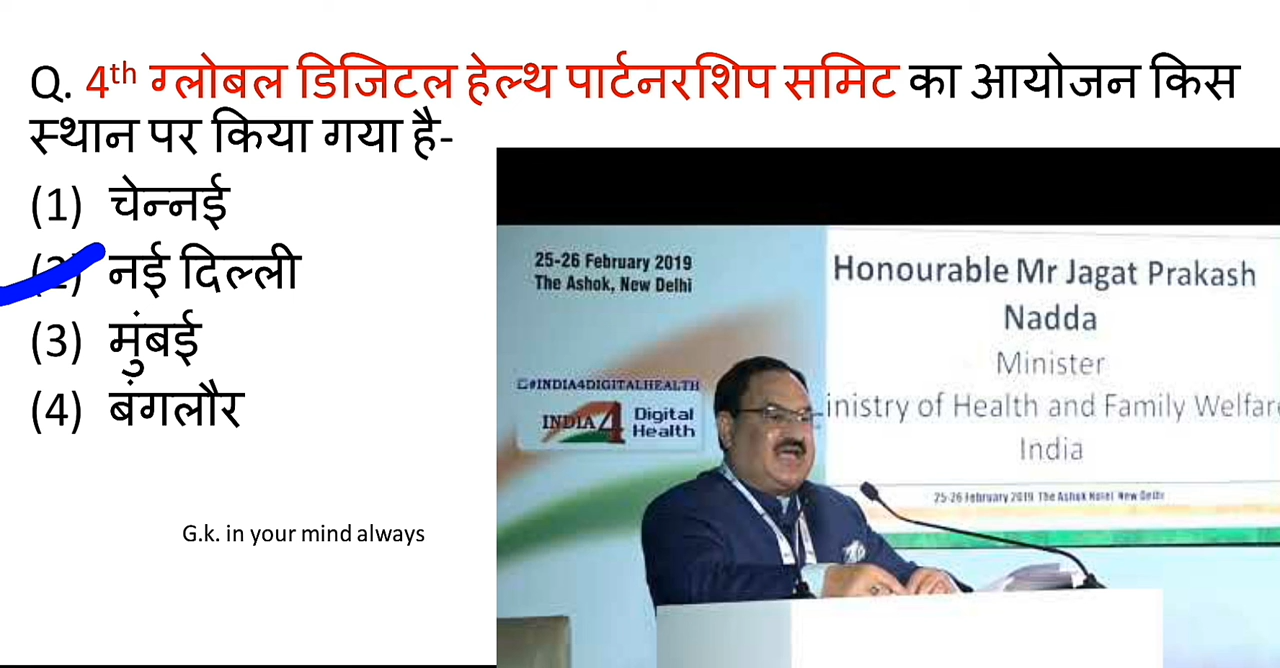 Q. 4th ग्लोबल डिजिटल हेल्थ पार्टनरशिप समिट का आयोजन किस
स्थान पर किया गया है-
(1) चेन्नई
(2) नई दिल्ली
(3) मुंबई
(4) बंगलौर
G.k. in your mind always
25-26 February 2019
The Ashok, New Delhi
#INDIA4DIGITALHEALTH
INDIA 4 Digital
Health
Honourable Mr Jagat Prakash
Nadda
Minister
inistry of Health and Family Welfare
India
25-26 February 2019 The Ashok Hotel New Delhi